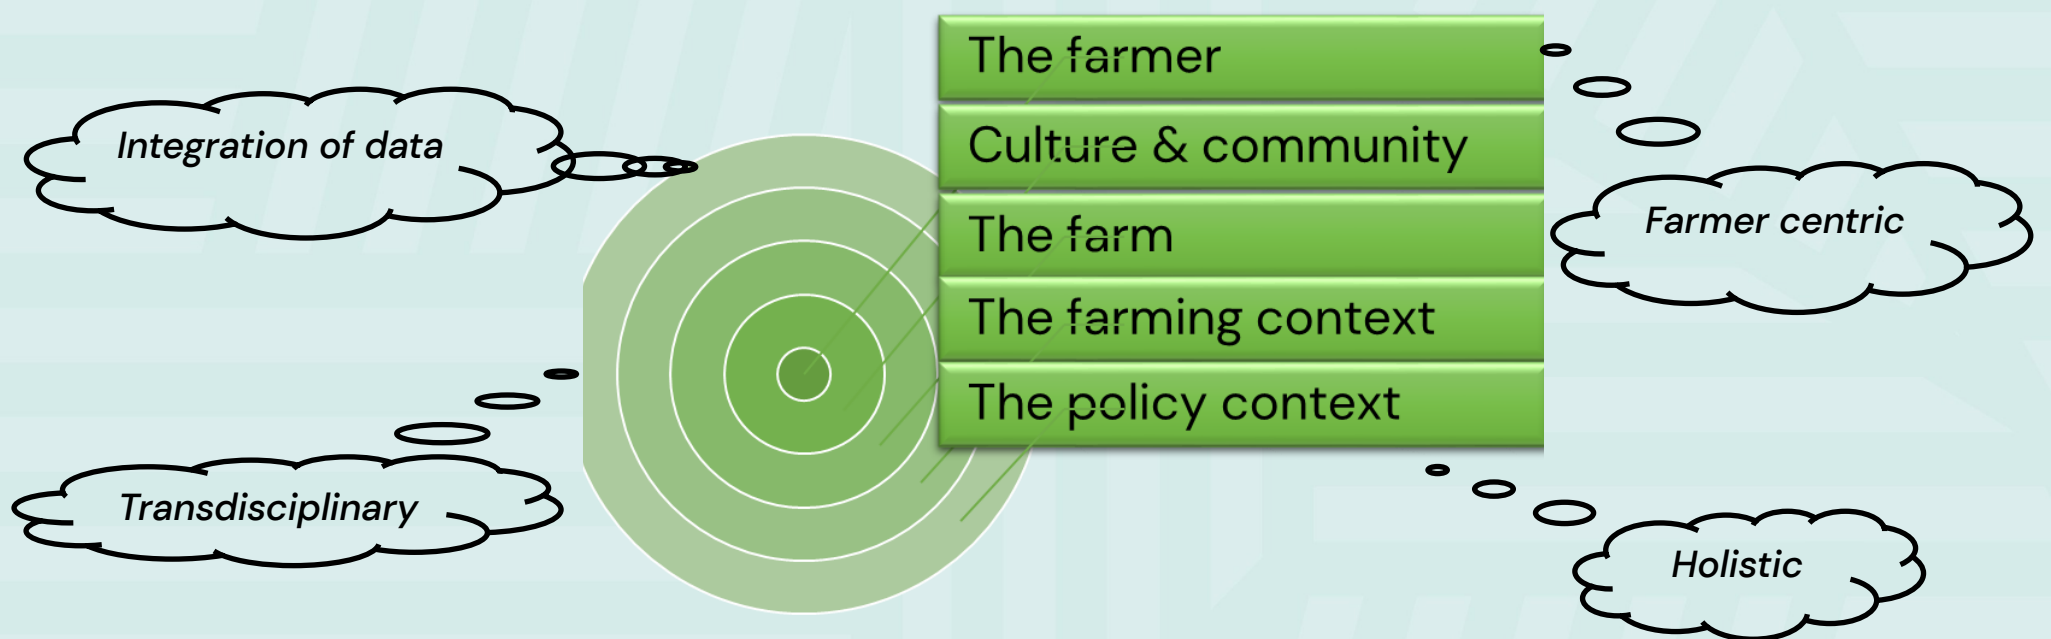 The farmer
Culture & community
The farm
The farming context
The policy context
Integration of data
Transdisciplinary
Farmer centric
Holistic